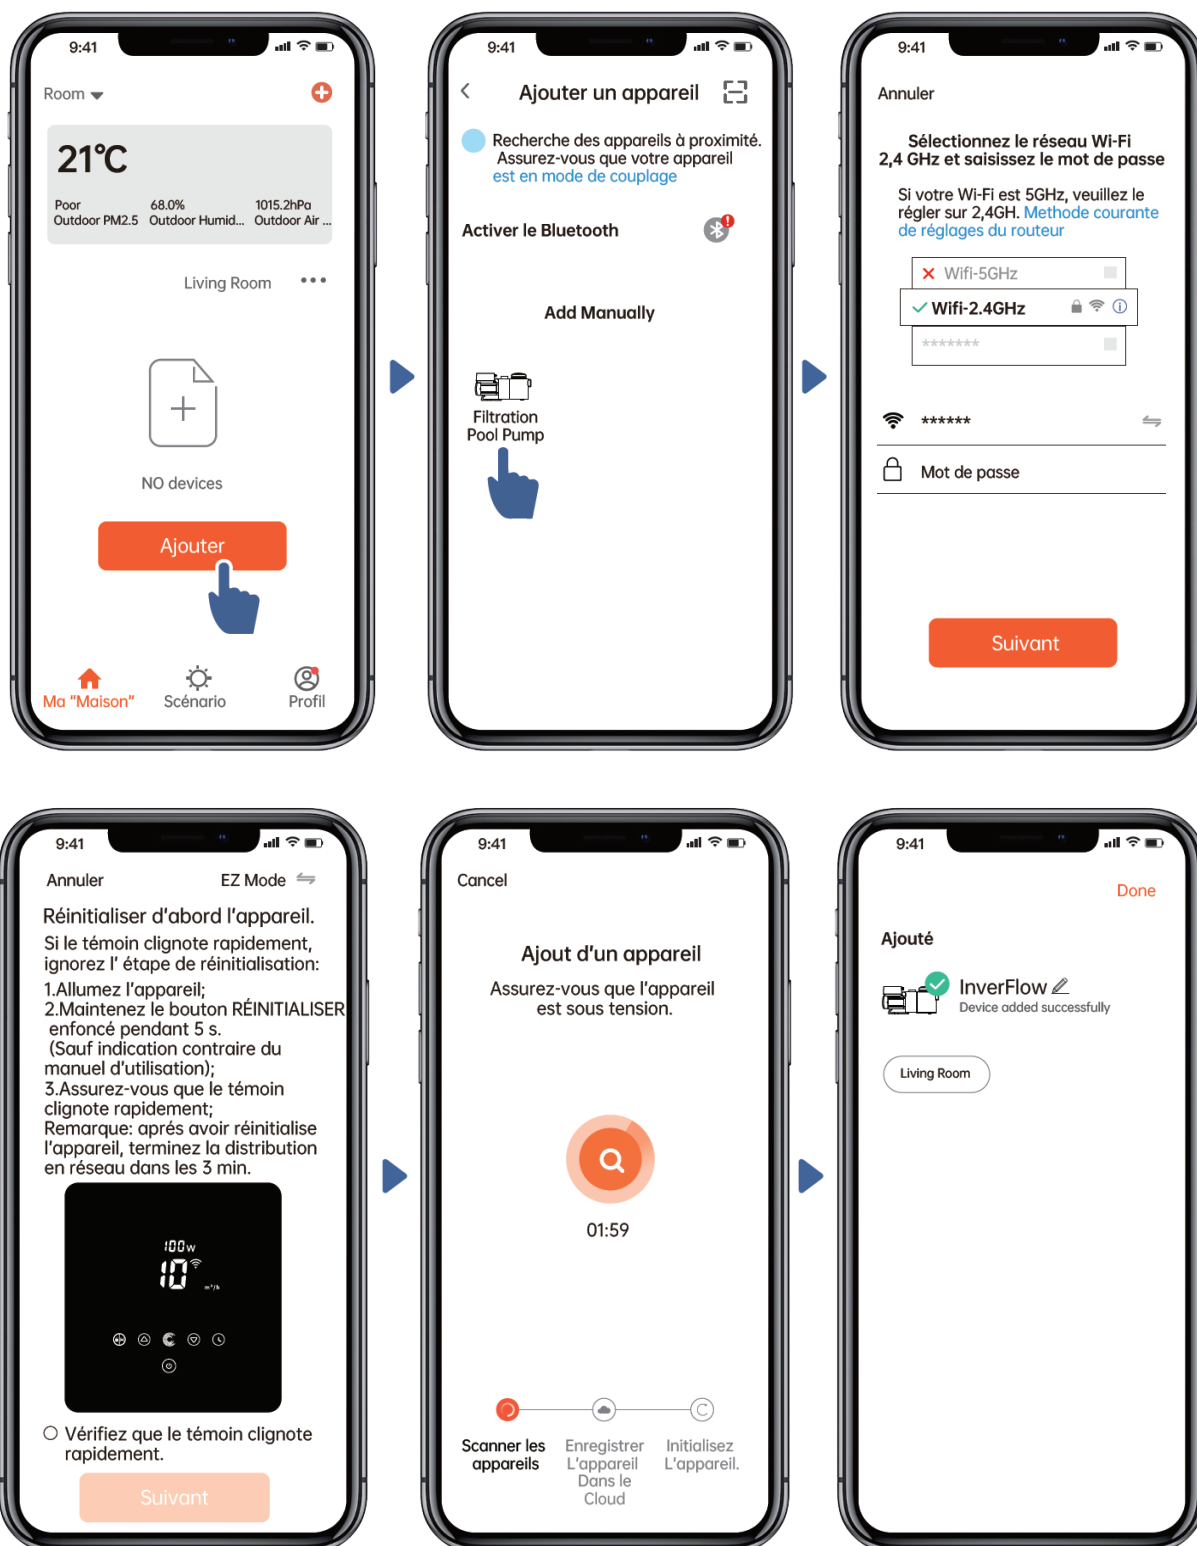 9:41
Room
21°C
Poor 68.0% 1015.2hPa
Outdoor PM2.5 Outdoor Humid... Outdoor Air ...
Living Room
NO devices
Ajouter
Ma "Maison" Scénario Profil
9:41
Ajouter un appareil
Recherche des appareils à proximité.
Assurez-vous que votre appareil
est en mode de couplage
Activer le Bluetooth
Add Manually
Filtration
Pool Pump
9:41
Annuler
Sélectionnez le réseau Wi-Fi
2,4 GHz et saisissez le mot de passe
Si votre Wi-Fi est 5GHz, veuillez le
régler sur 2,4GH. Methode courante
de réglages du routeur
Wifi-5GHz
Wifi-2.4GHz
*******
******
Mot de passe
Suivant
9:41
Annuler EZ Mode
Réinitialiser d'abord l'appareil.
Si le témoin clignote rapidement,
ignorez l' étape de réinitialisation:
1.Allumez l'appareil;
2.Maintenez le bouton RÉINITIALISER
enfoncé pendant 5 s.
(Sauf indication contraire du
manuel d'utilisation);
3.Assurez-vous que le témoin
clignote rapidement;
Remarque: aprés avoir réinitialise
l'appareil, terminez la distribution
en réseau dans les 3 min.
100w
10
m³/h
Vérifiez que le témoin clignote
rapidement.
Suivant
9:41
Cancel
Ajout d'un appareil
Assurez-vous que l'appareil
est sous tension.
01:59
Scanner les
appareils
Enregistrer
L'appareil
Dans le
Cloud
Initialisez
L'appareil.
9:41
Done
Ajouté
InverFlow
Device added successfully
Living Room